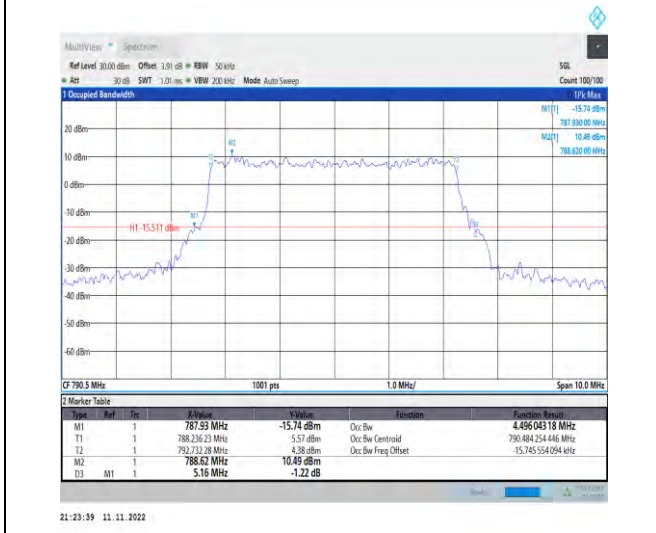 MultiView Spectrum
Ref Level 30.00 dBm Offset 3.91 dB RBW 50 kHz SGL
Att 30 dB SWT 1.01 ms VBW 200 kHz Mode Auto Sweep Count 100/100
1 Occupied Bandwidth 1Pk Max
M1[1] -15.74 dBm
787.930 00 MHz
M2[1] 10.49 dBm
788.620 00 MHz
20 dBm
M2
10 dBm
0 dBm
-10 dBm
M1
H1 -15.511 dBm
-20 dBm
-30 dBm
-40 dBm
-50 dBm
-60 dBm
CF 790.5 MHz 1001 pts 1.0 MHz/ Span 10.0 MHz
2 Marker Table
Type Ref Trc X-Value Y-Value Function Function Result
M1 1 787.93 MHz -15.74 dBm Occ Bw 4.496 043 18 MHz
T1 1 788.236 23 MHz 5.57 dBm Occ Bw Centroid 790.484 254 446 MHz
T2 1 792.732 28 MHz 4.38 dBm Occ Bw Freq Offset -15.745 554 094 kHz
M2 1 788.62 MHz 10.49 dBm
D3 M1 1 5.16 MHz -1.22 dB
21:23:39 11.11.2022